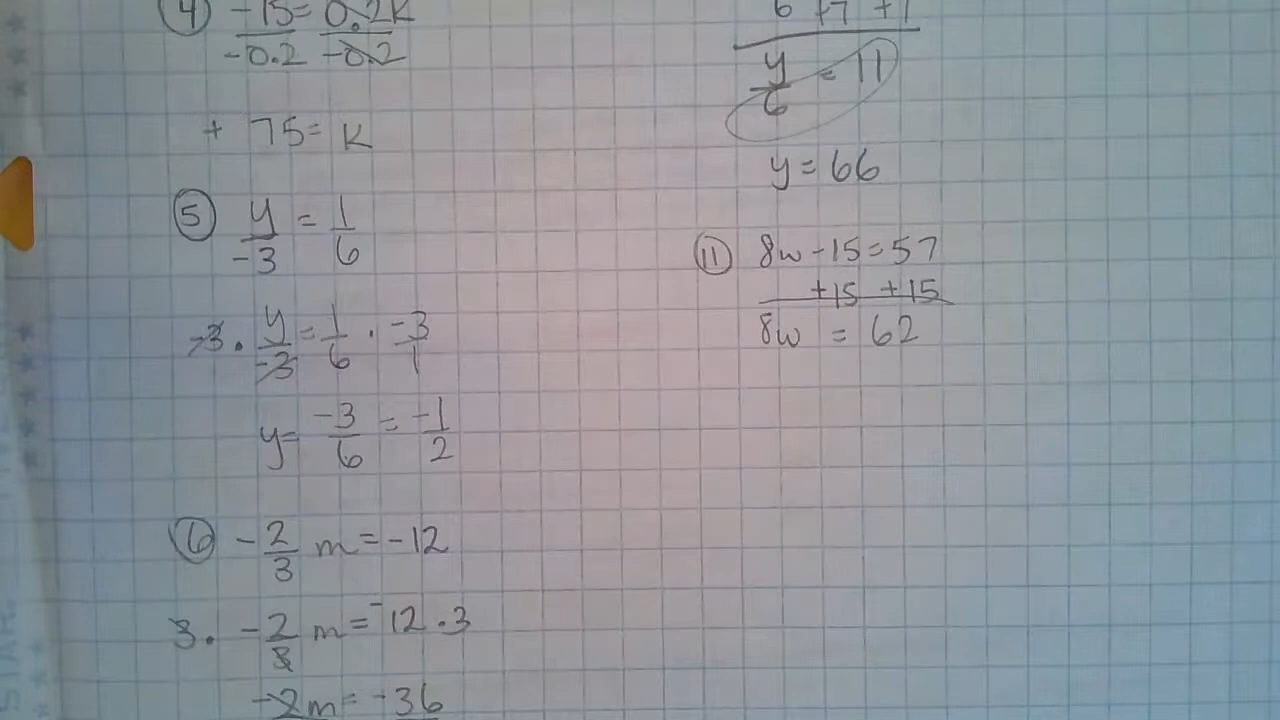 ④ -15 = 0.2k
-0.2 -0.2
+ 75 = k
⑤ y/-3 = 1/6
-3 · y/-3 = 1/6 · -3/1
y = -3/6 = -1/2
⑥ -2/3 m = -12
3 · -2/3 m = -12 · 3
-2m = -36
6 +7 +1
y/6 = 11
y = 66
⑪ 8w - 15 = 57
+15 +15
8w = 62